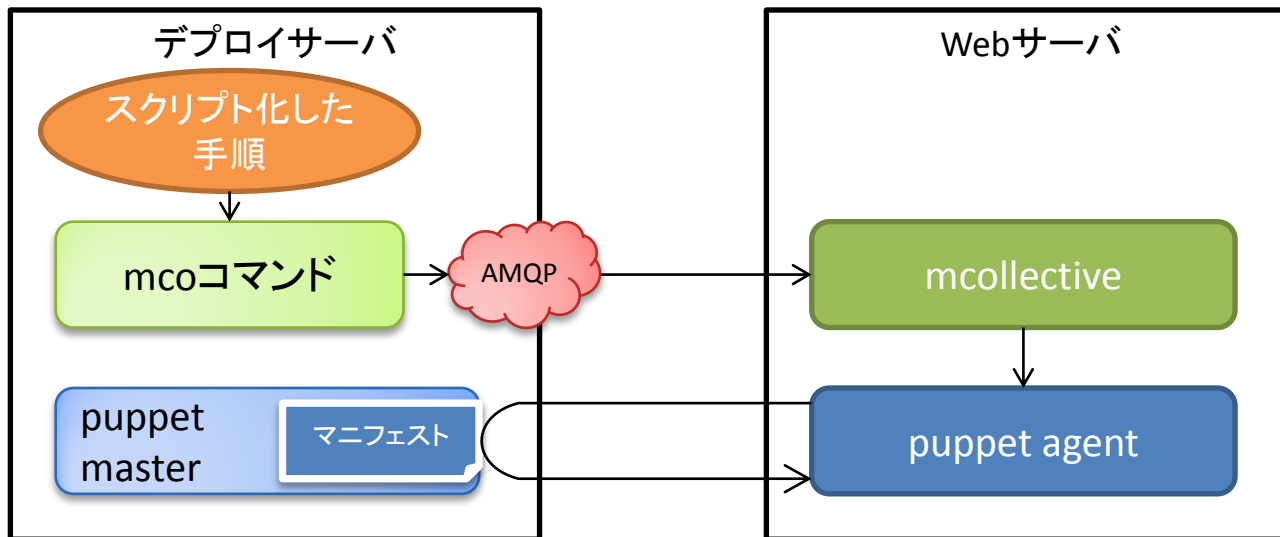 デプロイサーバ
Webサーバ
スクリプト化した
手順
mcoコマンド
AMQP
mcollective
puppet
master
マニフェスト
puppet agent